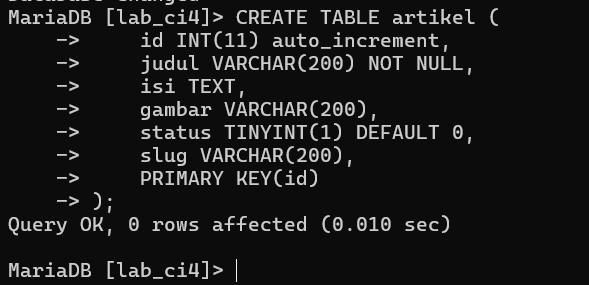 MariaDB [lab_ci4]> CREATE TABLE artikel (
    ->     id INT(11) auto_increment,
    ->     judul VARCHAR(200) NOT NULL,
    ->     isi TEXT,
    ->     gambar VARCHAR(200),
    ->     status TINYINT(1) DEFAULT 0,
    ->     slug VARCHAR(200),
    ->     PRIMARY KEY(id)
    -> );
Query OK, 0 rows affected (0.010 sec)
MariaDB [lab_ci4]>